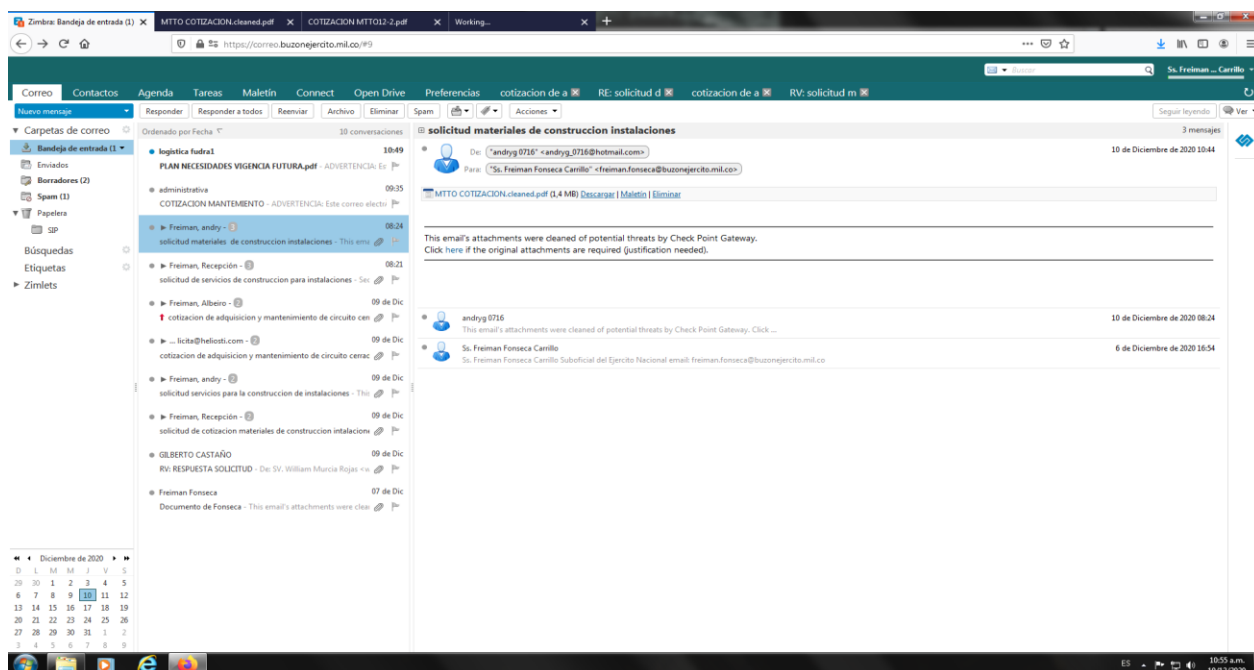 Zimbra: Bandeja de entrada (1) MTTO COTIZACION.cleaned.pdf COTIZACION MTTO12-2.pdf Working...
https://correo.buzonejercito.mil.co/#9
Buscar Ss. Freiman ... Carrillo
Correo Contactos Agenda Tareas Maletín Connect Open Drive Preferencias cotizacion de a RE: solicitud d cotizacion de a RV: solicitud m
Nuevo mensaje Responder Responder a todos Reenviar Archivo Eliminar Spam Acciones Seguir leyendo Ver
Carpetas de correo
Bandeja de entrada (1
Enviados
Borradores (2)
Spam (1)
Papelera
SIP
Búsquedas
Etiquetas
Zimlets
Ordenado por Fecha 10 conversaciones
logistica fudra1 10:49
PLAN NECESIDADES VIGENCIA FUTURA.pdf - ADVERTENCIA: Es
administrativa 09:35
COTIZACION MANTEMIENTO - ADVERTENCIA: Este correo electró
Freiman, andry - 3 08:24
solicitud materiales de construccion instalaciones - This ema
Freiman, Recepción - 08:21
solicitud de servicios de construccion para instalaciones - Sec
Freiman, Albeiro - 2 09 de Dic
cotizacion de adquisicion y mantenimiento de circuito cen
... licita@heliosti.com - 2 09 de Dic
cotizacion de adquisicion y mantenimiento de circuito cerrac
Freiman, andry - 2 09 de Dic
solicitud servicios para la construccion de instalaciones - This
Freiman, Recepción - 2 09 de Dic
solicitud de cotizacion materiales de construccion intalacione
GILBERTO CASTAÑO 09 de Dic
RV: RESPUESTA SOLICITUD - De: SV. William Murcia Rojas <w.
Freiman Fonseca 07 de Dic
Documento de Fonseca - This email's attachments were clear
solicitud materiales de construccion instalaciones 3 mensajes
De: "andryg 0716" <andryg_0716@hotmail.com> 10 de Diciembre de 2020 10:44
Para: "Ss. Freiman Fonseca Carrillo" <freiman.fonseca@buzonejercito.mil.co>
MTTO COTIZACION.cleaned.pdf (1,4 MB) Descargar | Maletín | Eliminar
This email's attachments were cleaned of potential threats by Check Point Gateway.
Click here if the original attachments are required (justification needed).
andryg 0716 10 de Diciembre de 2020 08:24
This email's attachments were cleaned of potential threats by Check Point Gateway. Click ...
Ss. Freiman Fonseca Carrillo 6 de Diciembre de 2020 16:54
Ss. Freiman Fonseca Carrillo Suboficial del Ejercito Nacional email: freiman.fonseca@buzonejercito.mil.co
Diciembre de 2020
D L M M J V S
29 30 1 2 3 4 5
6 7 8 9 10 11 12
13 14 15 16 17 18 19
20 21 22 23 24 25 26
27 28 29 30 31 1 2
3 4 5 6 7 8 9
ES 10:55 a.m.
10/12/2020